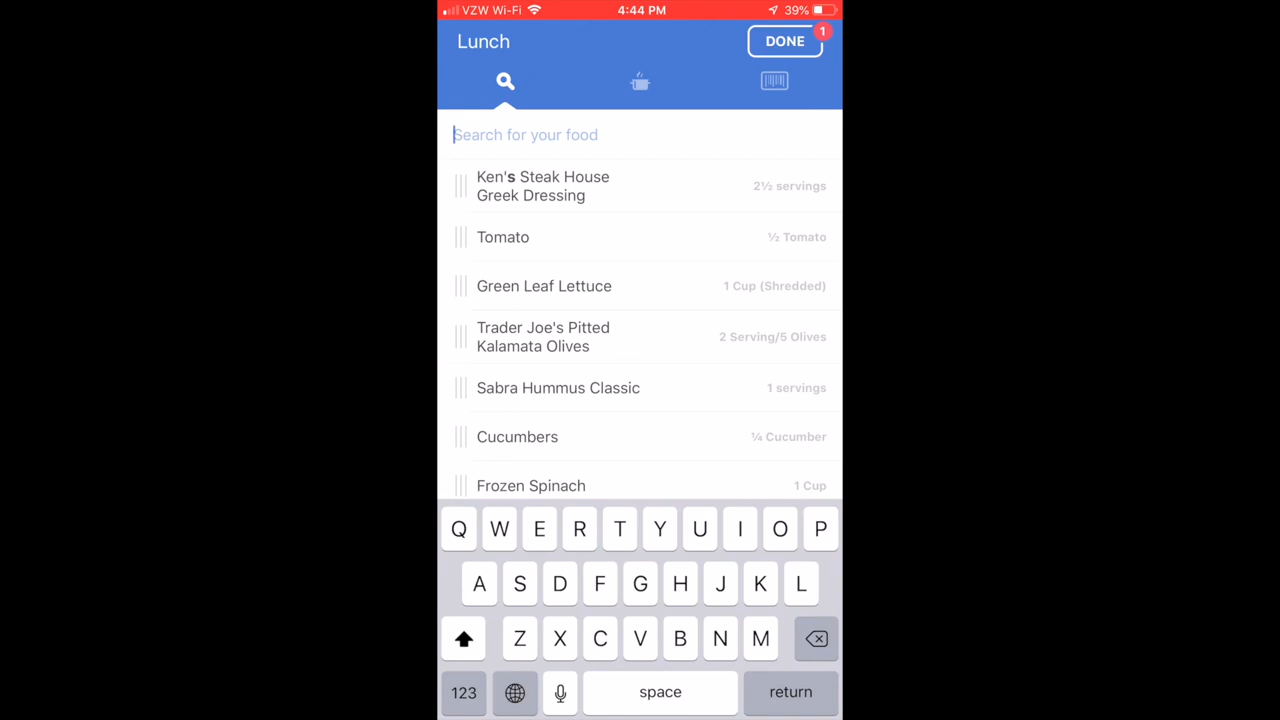 VZW Wi-Fi 4:44 PM 39%
Lunch DONE 1
Search for your food
Ken's Steak House
Greek Dressing
2½ servings
Tomato ½ Tomato
Green Leaf Lettuce 1 Cup (Shredded)
Trader Joe's Pitted
Kalamata Olives
2 Serving/5 Olives
Sabra Hummus Classic 1 servings
Cucumbers ¼ Cucumber
Frozen Spinach 1 Cup
Q W E R T Y U I O P
A S D F G H J K L
Z X C V B N M
123 space return